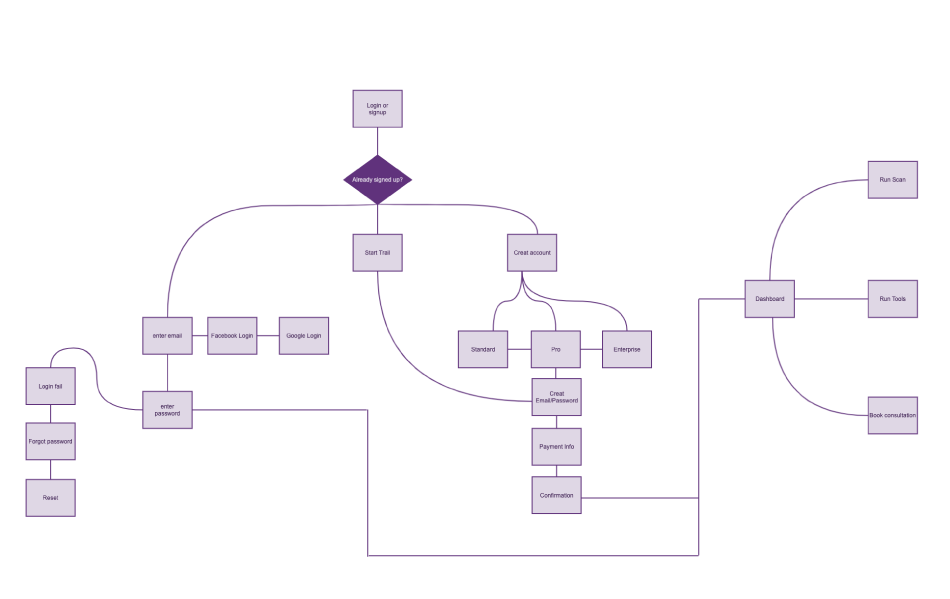 Login or
signup
Already signed up?
Start Trail
Creat account
enter email
Facebook Login
Google Login
Standard
Pro
Enterprise
Login fail
enter
password
Creat
Email/Password
Forgot password
Payment Info
Reset
Confirmation
Run Scan
Dashboard
Run Tools
Book consultation